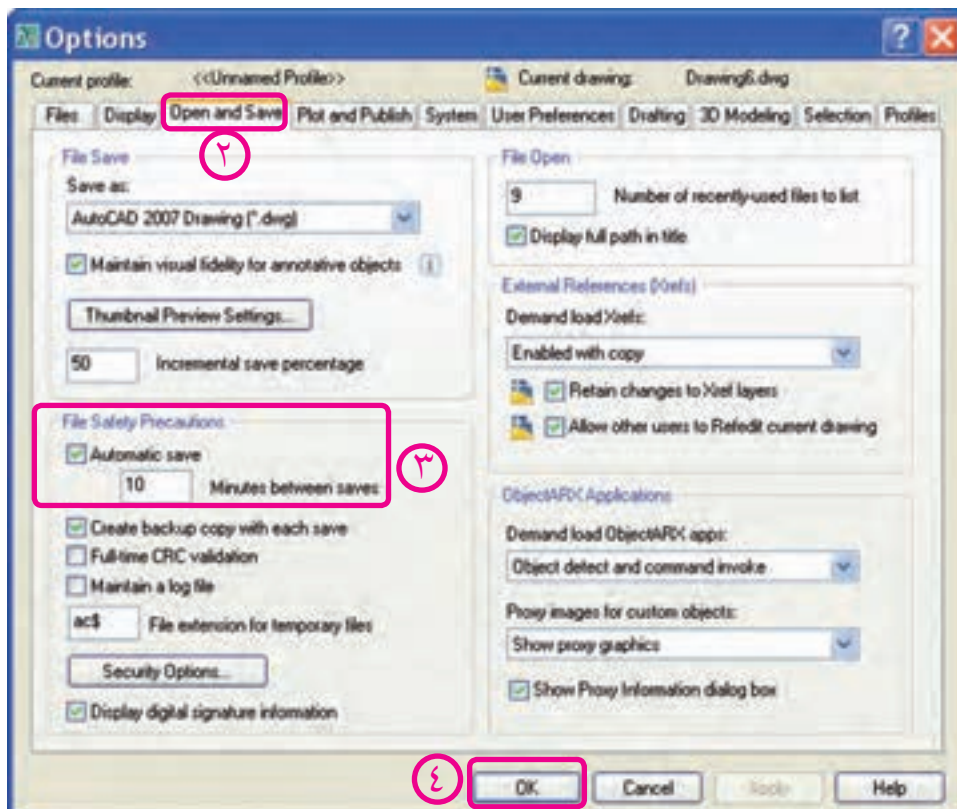 Options
Current profile: <<Unnamed Profile>> Current drawing: Drawing6.dwg
Files Display Open and Save Plot and Publish System User Preferences Drafting 3D Modeling Selection Profiles
۲
File Save
Save as:
AutoCAD 2007 Drawing (*.dwg)
Maintain visual fidelity for annotative objects
Thumbnail Preview Settings...
50 Incremental save percentage
File Safety Precautions
Automatic save
10 Minutes between saves
۳
Create backup copy with each save
Full-time CRC validation
Maintain a log file
ac$ File extension for temporary files
Security Options...
Display digital signature information
File Open
9 Number of recently-used files to list
Display full path in title
External References (Xrefs)
Demand load Xrefs:
Enabled with copy
Retain changes to Xref layers
Allow other users to Refedit current drawing
ObjectARX Applications
Demand load ObjectARX apps:
Object detect and command invoke
Proxy images for custom objects:
Show proxy graphics
Show Proxy Information dialog box
٤
OK Cancel Apply Help